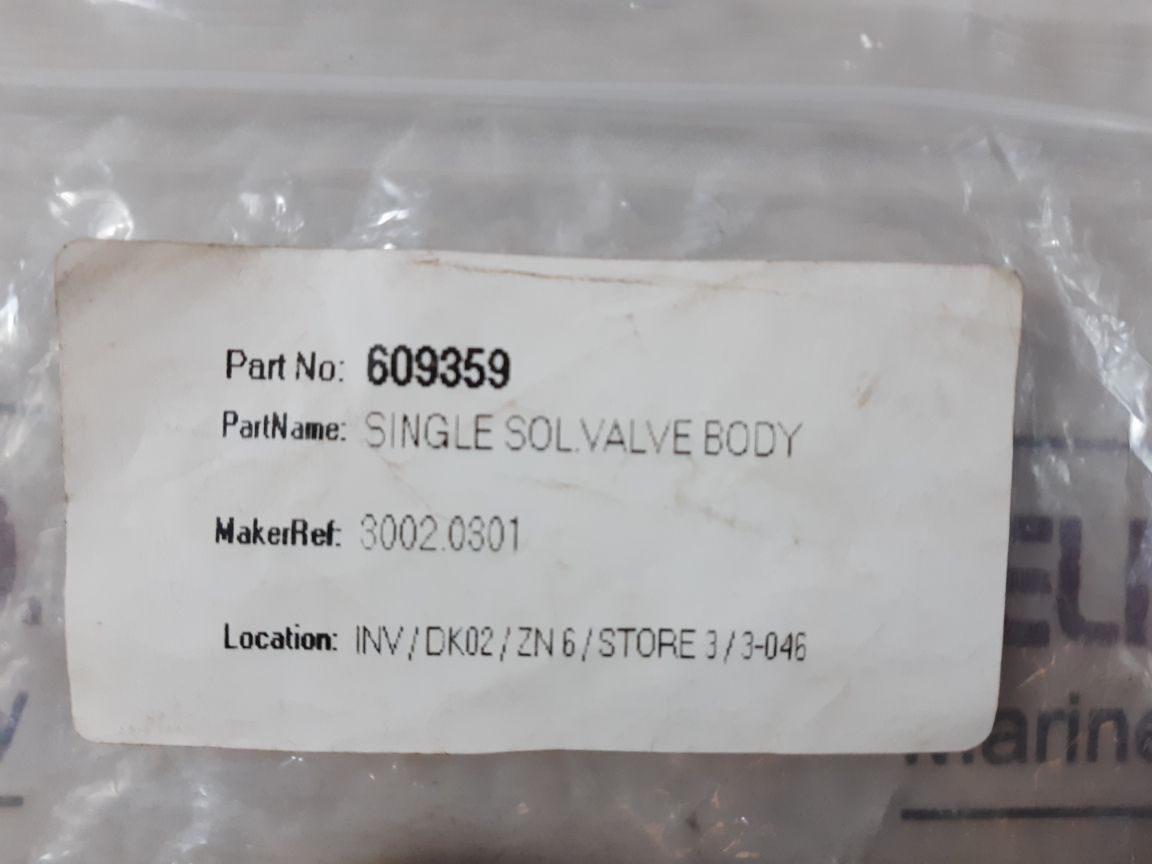 Part No: 609359
PartName: SINGLE SOL.VALVE BODY
MakerRef: 3002.0301
Location: INV/DK02/ZN 6/STORE 3/3-046